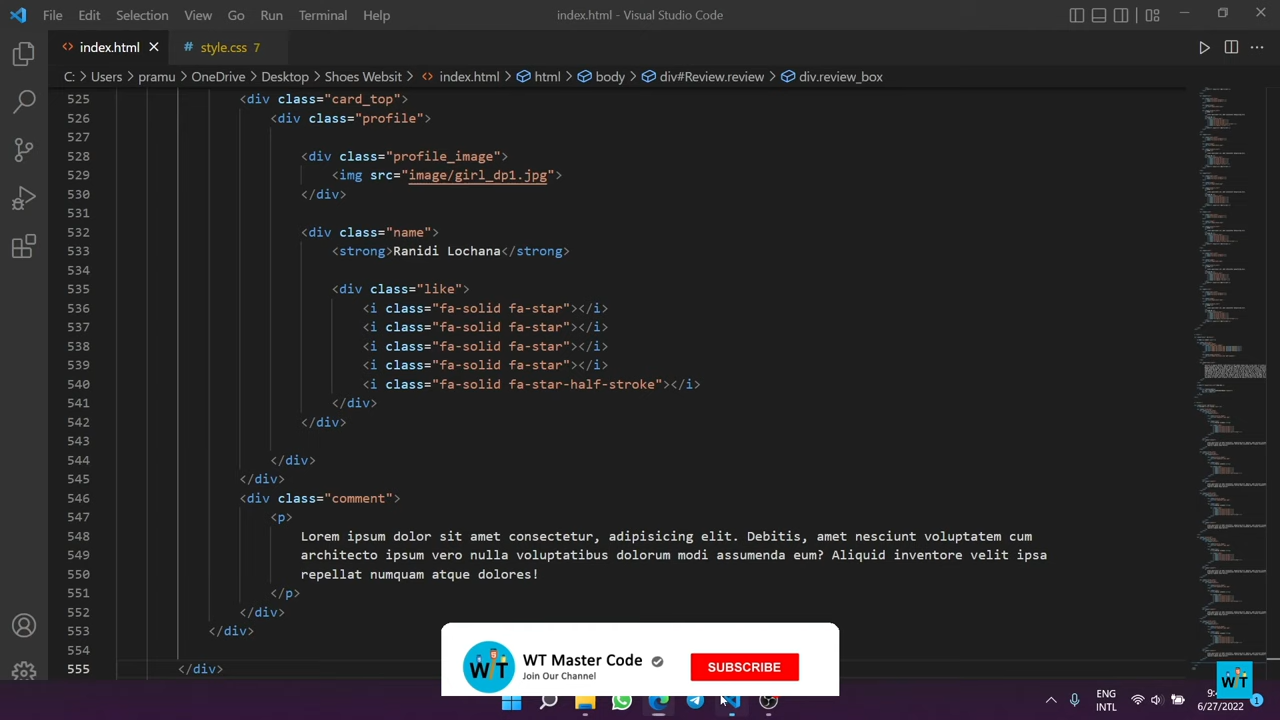 File Edit Selection View Go Run Terminal Help index.html - Visual Studio Code
index.html style.css 7
C: Users pramu OneDrive Desktop Shoes Websit index.html html body div#Review.review div.review_box
525 <div class="card_top">
526 <div class="profile">
527
528 <div class="profile_image">
529 <img src="image/girl_dp1.jpg">
530 </div>
531
532 <div class="name">
533 <strong>Banira Lochana<strong>
534
535 <div class="like">
536 <i class="fa-solid fa-star"></i>
537 <i class="fa-solid fa-star"></i>
538 <i class="fa-solid fa-star"></i>
539 <i class="fa-solid fa-star"></i>
540 <i class="fa-solid fa-star-half-stroke"></i>
541 </div>
542 </div>
543
544 </div>
545 </div>
546 <div class="comment">
547 <p>
548 Lorem ipsum dolor sit amet consectetur, adipisicing elit. Debitis, amet nesciunt voluptatem cum
549 architecto ipsum vero nulla voluptatibus dolorum modi assumenda eum? Aliquid inventore velit ipsa
550 ratione numquam atque dolores!
551 </p>
552 </div>
553 </div>
554
555 </div>
WT Master Code
Join Our Channel
SUBSCRIBE
ENG
INTL
6/27/2022
1